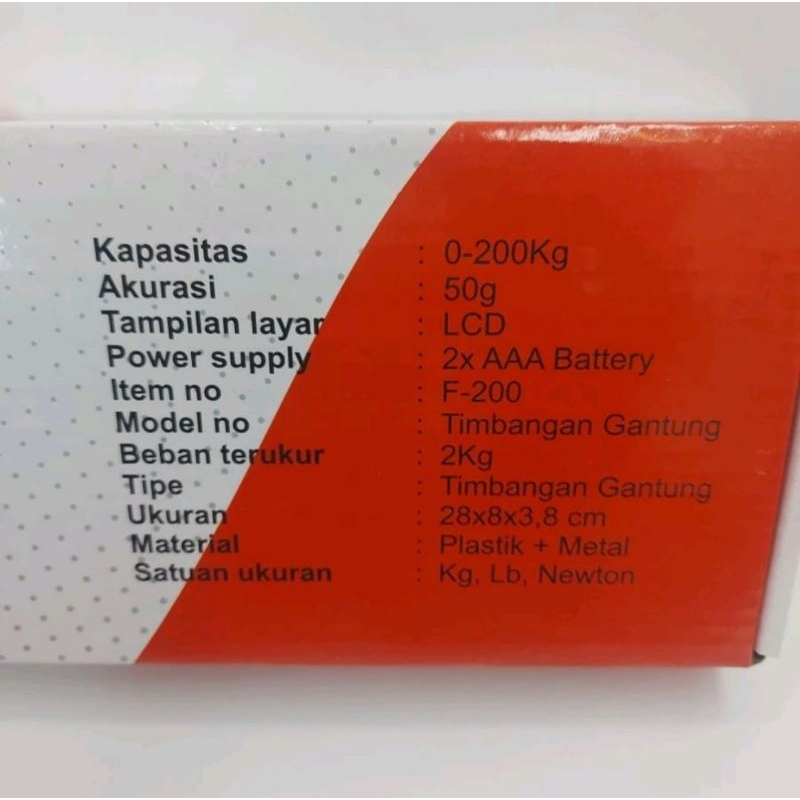 Kapasitas : 0-200Kg
Akurasi : 50g
Tampilan layar : LCD
Power supply : 2x AAA Battery
Item no : F-200
Model no : Timbangan Gantung
Beban terukur : 2Kg
Tipe : Timbangan Gantung
Ukuran : 28x8x3,8 cm
Material : Plastik + Metal
Satuan ukuran : Kg, Lb, Newton